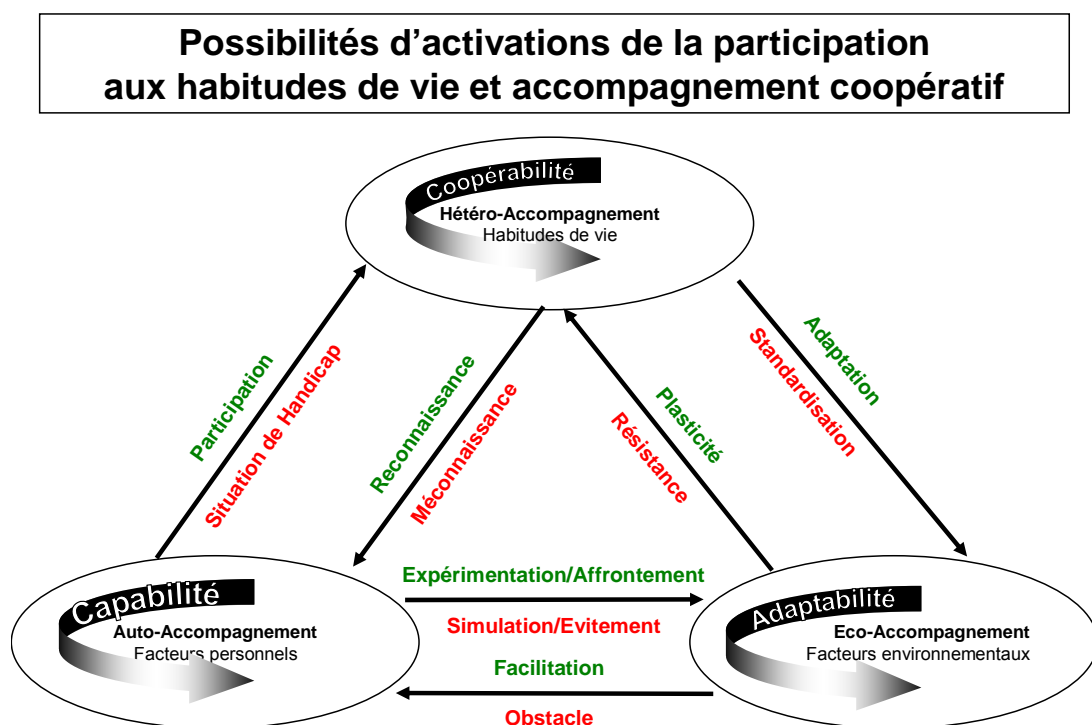 Possibilités d’activations de la participation
aux habitudes de vie et accompagnement coopératif
Coopérabilité
Hétéro-Accompagnement
Habitudes de vie
Participation
Situation de Handicap
Reconnaissance
Méconnaissance
Plasticité
Résistance
Adaptation
Standardisation
Capabilité
Auto-Accompagnement
Facteurs personnels
Expérimentation/Affrontement
Simulation/Evitement
Facilitation
Obstacle
Adaptabilité
Eco-Accompagnement
Facteurs environnementaux